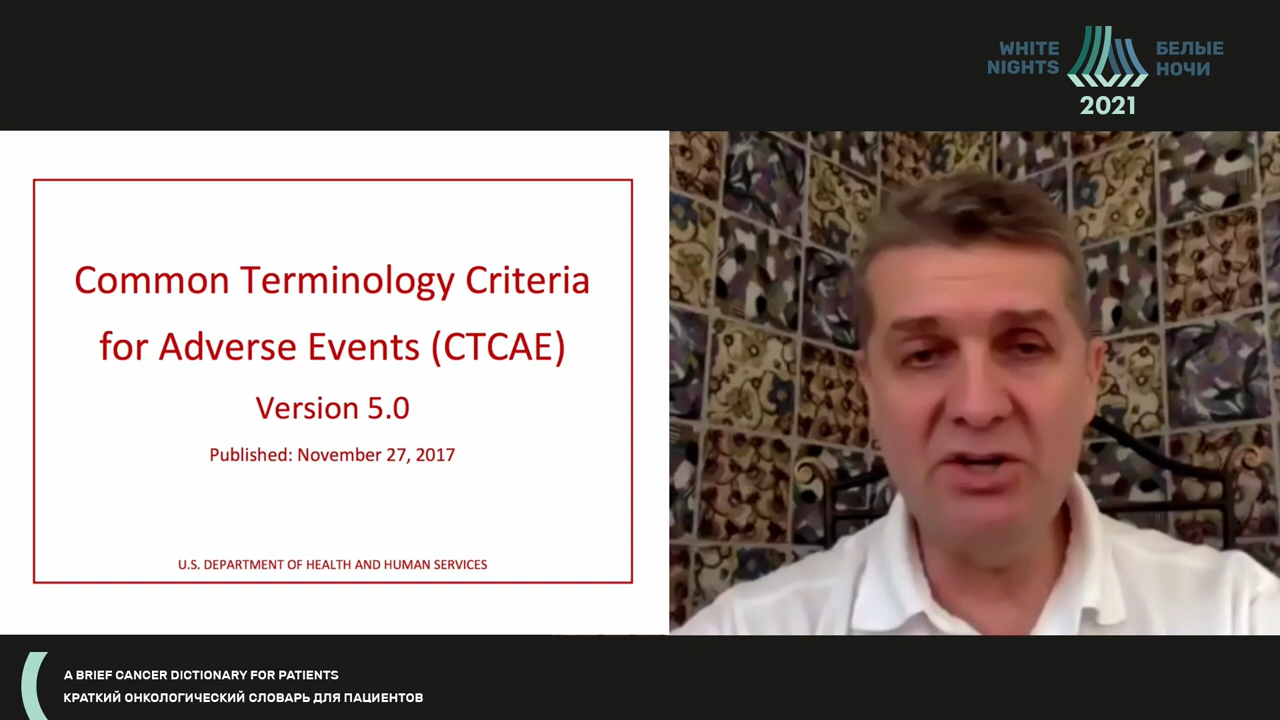 WHITE
NIGHTS
БЕЛЫЕ
НОЧИ
2021
Common Terminology Criteria
for Adverse Events (CTCAE)
Version 5.0
Published: November 27, 2017
U.S. DEPARTMENT OF HEALTH AND HUMAN SERVICES
A BRIEF CANCER DICTIONARY FOR PATIENTS
КРАТКИЙ ОНКОЛОГИЧЕСКИЙ СЛОВАРЬ ДЛЯ ПАЦИЕНТОВ